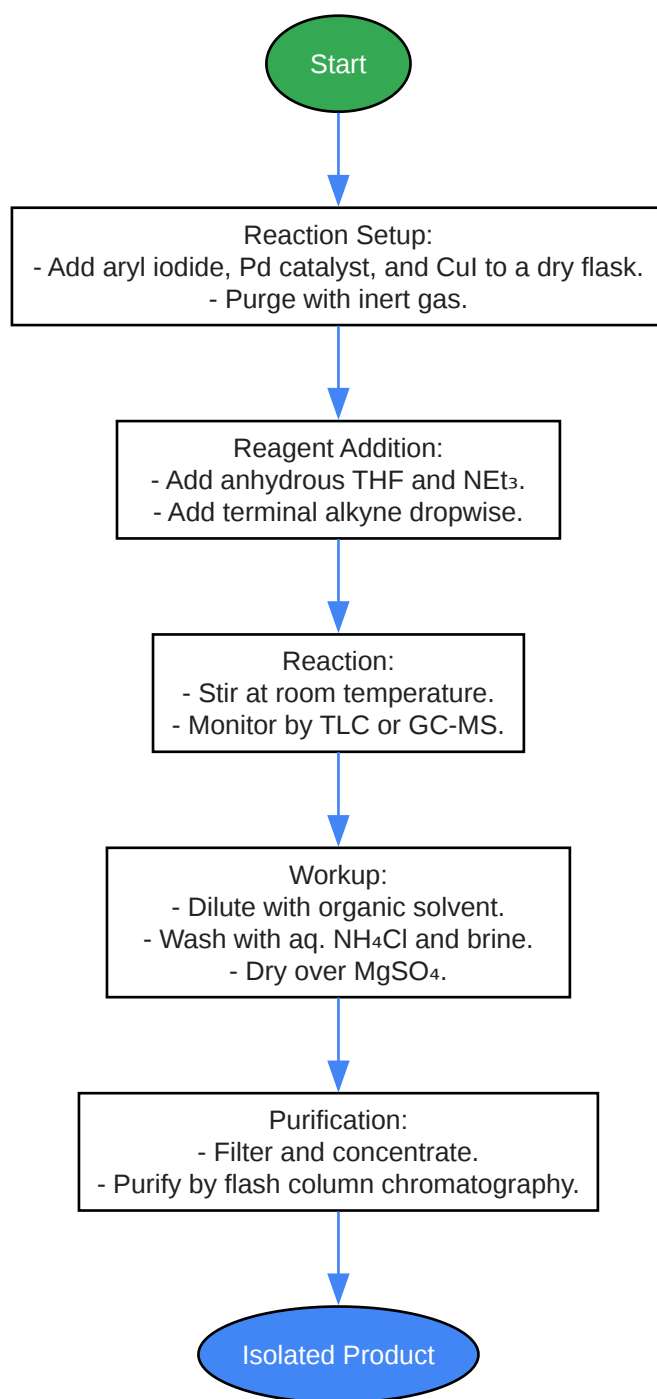 Start
Reaction Setup:
- Add aryl iodide, Pd catalyst, and CuI to a dry flask.
- Purge with inert gas.
Reagent Addition:
- Add anhydrous THF and NEt₃.
- Add terminal alkyne dropwise.
Reaction:
- Stir at room temperature.
- Monitor by TLC or GC-MS.
Workup:
- Dilute with organic solvent.
- Wash with aq. NH₄Cl and brine.
- Dry over MgSO₄.
Purification:
- Filter and concentrate.
- Purify by flash column chromatography.
Isolated Product